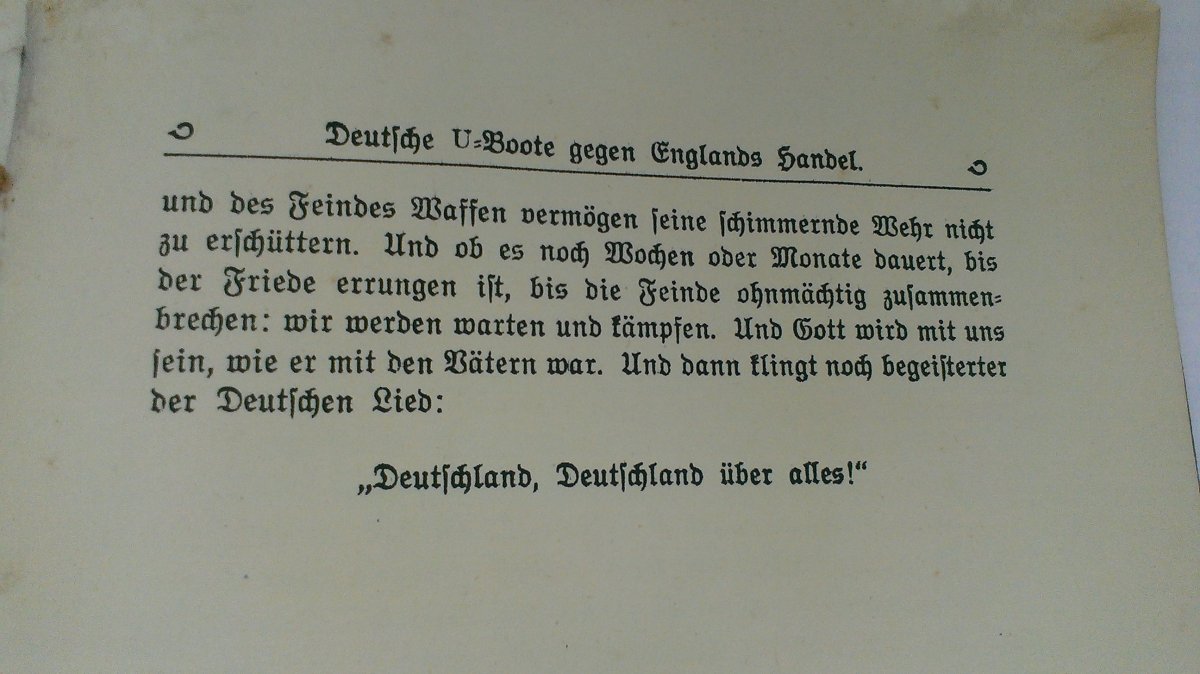 Deutsche U-Boote gegen Englands Handel.
und des Feindes Waffen vermögen seine schimmernde Wehr nicht
zu erschüttern. Und ob es noch Wochen oder Monate dauert, bis
der Friede errungen ist, bis die Feinde ohnmächtig zusammen-
brechen: wir werden warten und kämpfen. Und Gott wird mit uns
sein, wie er mit den Vätern war. Und dann klingt noch begeisterter
der Deutschen Lied:
„Deutschland, Deutschland über alles!“